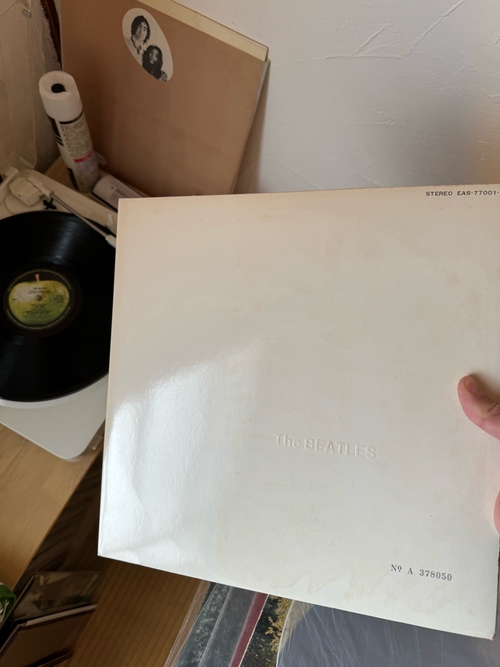 STEREO EAS-77001-
The BEATLES
Nº A 378050